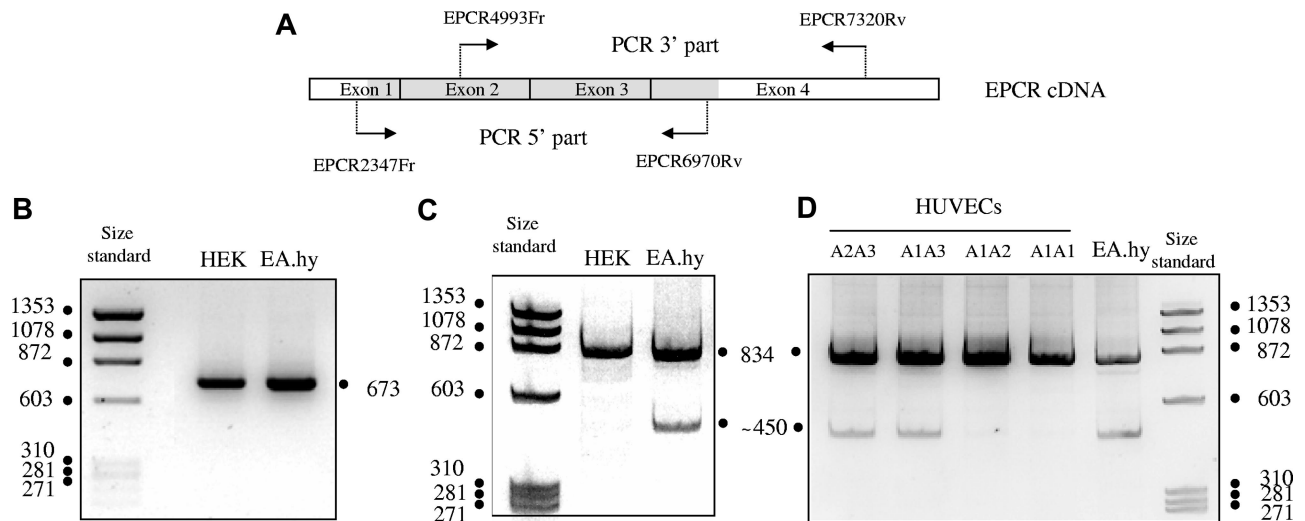 A
EPCR4993Fr
EPCR7320Rv
PCR 3’ part
Exon 1 Exon 2 Exon 3 Exon 4
EPCR cDNA
PCR 5’ part
EPCR2347Fr
EPCR6970Rv
B
Size
standard
HEK EA.hy
1353
1078
872
603
310
281
271
673
C
Size
standard
HEK EA.hy
1353
1078
872
603
310
281
271
834
~450
D
HUVECs
A2A3 A1A3 A1A2 A1A1 EA.hy
Size
standard
1353
1078
872
603
310
281
271